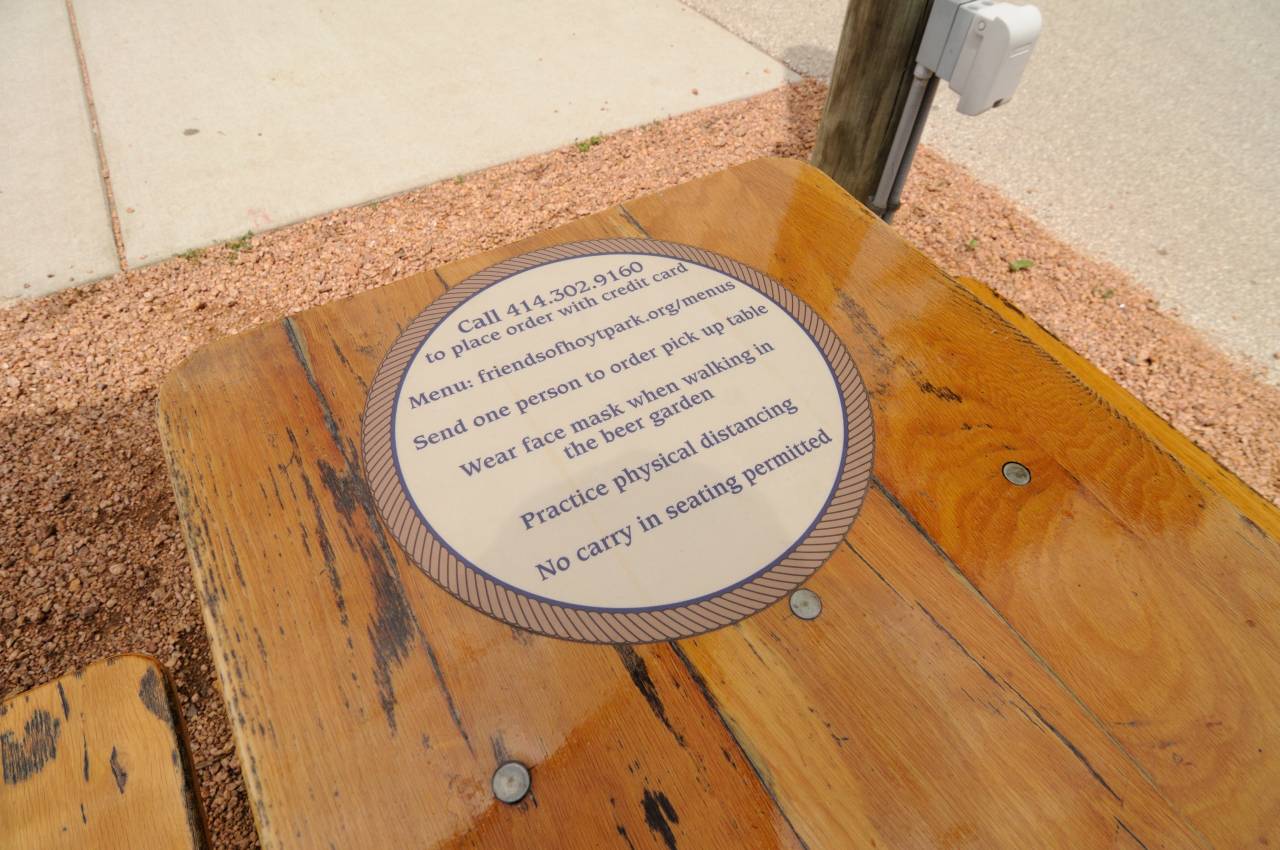 Call 414.302.9160
to place order with credit card
Menu: friendsofhoytpark.org/menus
Send one person to order pick up table
Wear face mask when walking in
the beer garden
Practice physical distancing
No carry in seating permitted